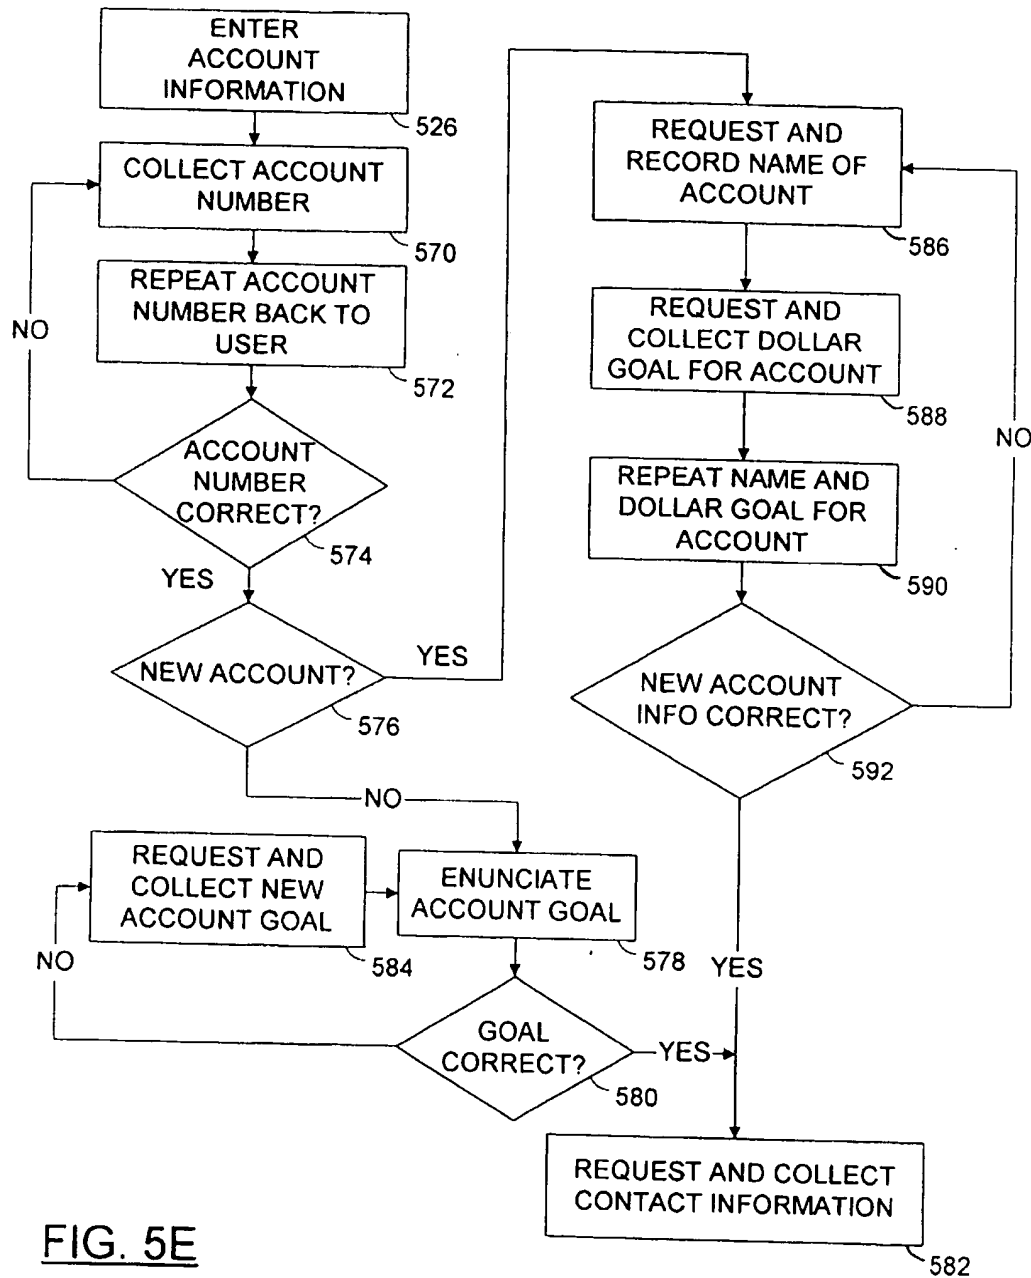 ENTER
ACCOUNT
INFORMATION
526
COLLECT ACCOUNT
NUMBER
570
REPEAT ACCOUNT
NUMBER BACK TO
USER
572
NO
ACCOUNT
NUMBER
CORRECT?
574
YES
NEW ACCOUNT?
576
YES
NO
REQUEST AND
COLLECT NEW
ACCOUNT GOAL
584
ENUNCIATE
ACCOUNT GOAL
578
NO
GOAL
CORRECT?
580
YES
REQUEST AND
RECORD NAME OF
ACCOUNT
586
REQUEST AND
COLLECT DOLLAR
GOAL FOR ACCOUNT
588
NO
REPEAT NAME AND
DOLLAR GOAL FOR
ACCOUNT
590
NEW ACCOUNT
INFO CORRECT?
592
YES
REQUEST AND COLLECT
CONTACT INFORMATION
582
FIG. 5E